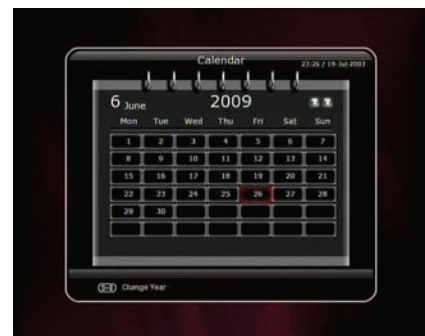 Calendar
23:26 / 19-Jul-2003
6 June 2009
Mon Tue Wed Thu Fri Sat Sun
1 2 3 4 5 6 7
8 9 10 11 12 13 14
15 16 17 18 19 20 21
22 23 24 25 26 27 28
29 30
Change Year